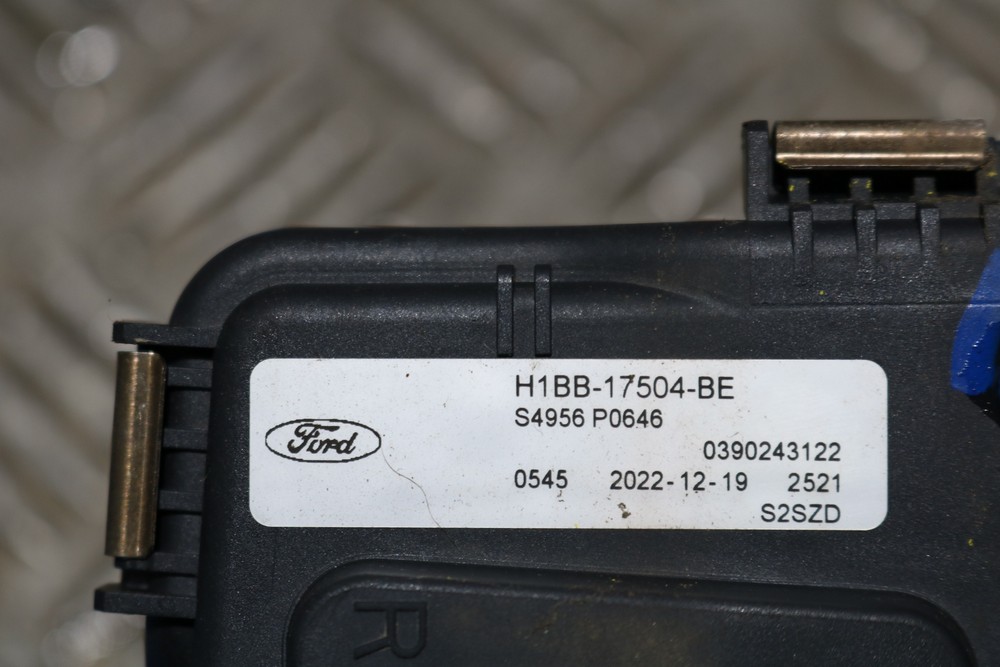 H1BB-17504-BE
S4956 P0646
Ford
0390243122
0545 2022-12-19 2521
S2SZD
R